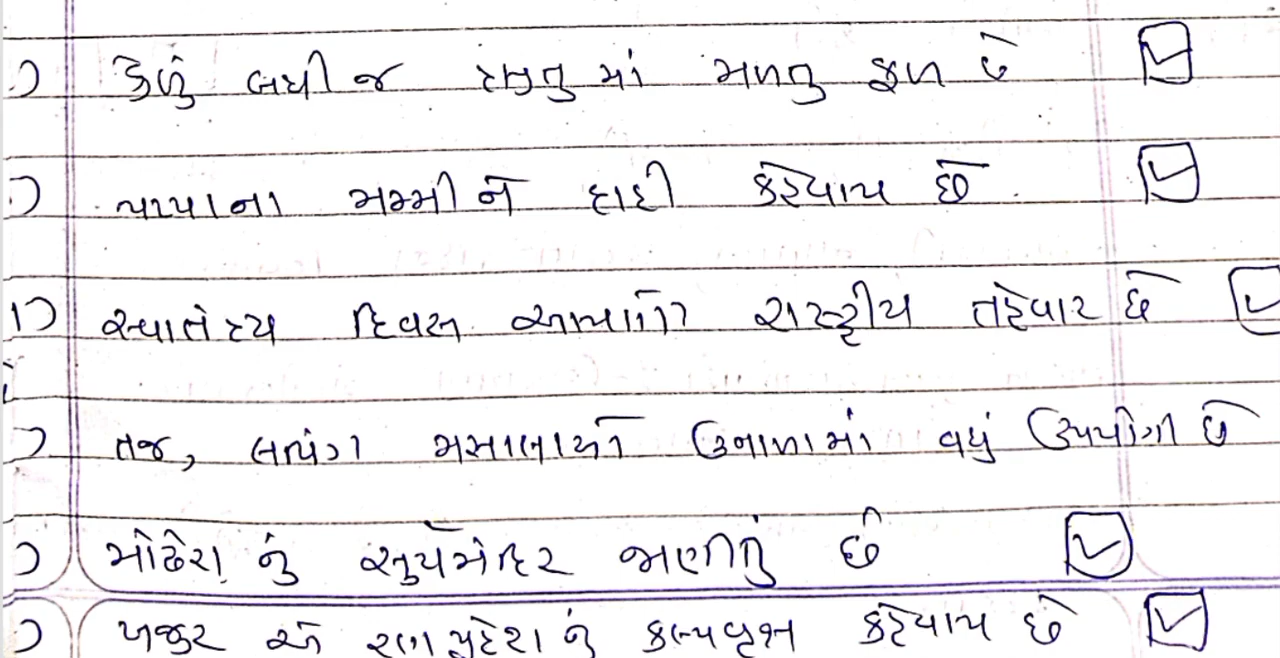 કેળું બધી જ ઋતુ માં મળતુ ફળ છે
પપ્પાના મમ્મી ને દાદી કહેવાય છે.
સ્વાતંત્ર્ય દિવસ આપણો રાષ્ટ્રીય તહેવાર છે
તજ, લવિંગ મસાલાનો ઉનાળામાં વધું ઉપયોગી છે
મોઢેરા નું સુર્યમંદિર જાણીતું છે
ખજુર એ રણપ્રદેશ નું કલ્પવૃક્ષ કહેવાય છે